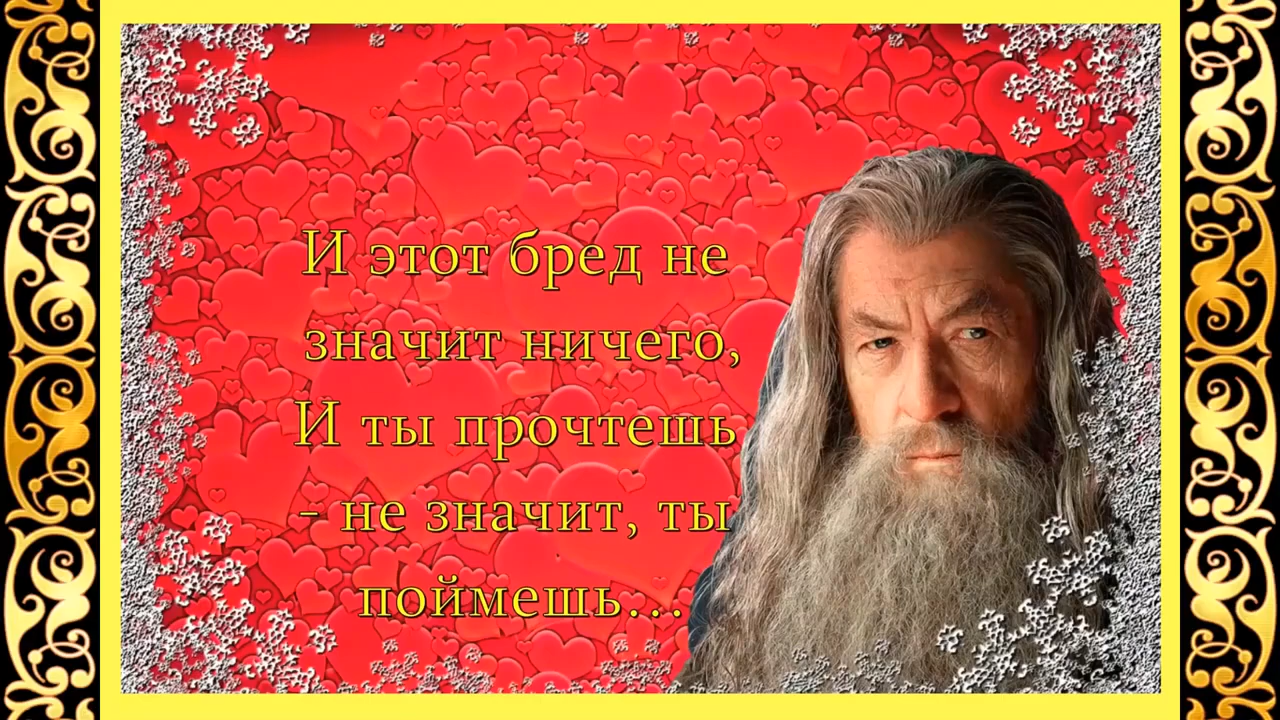 И этот бред не
значит ничего,
И ты прочтешь
- не значит, ты
поймешь...